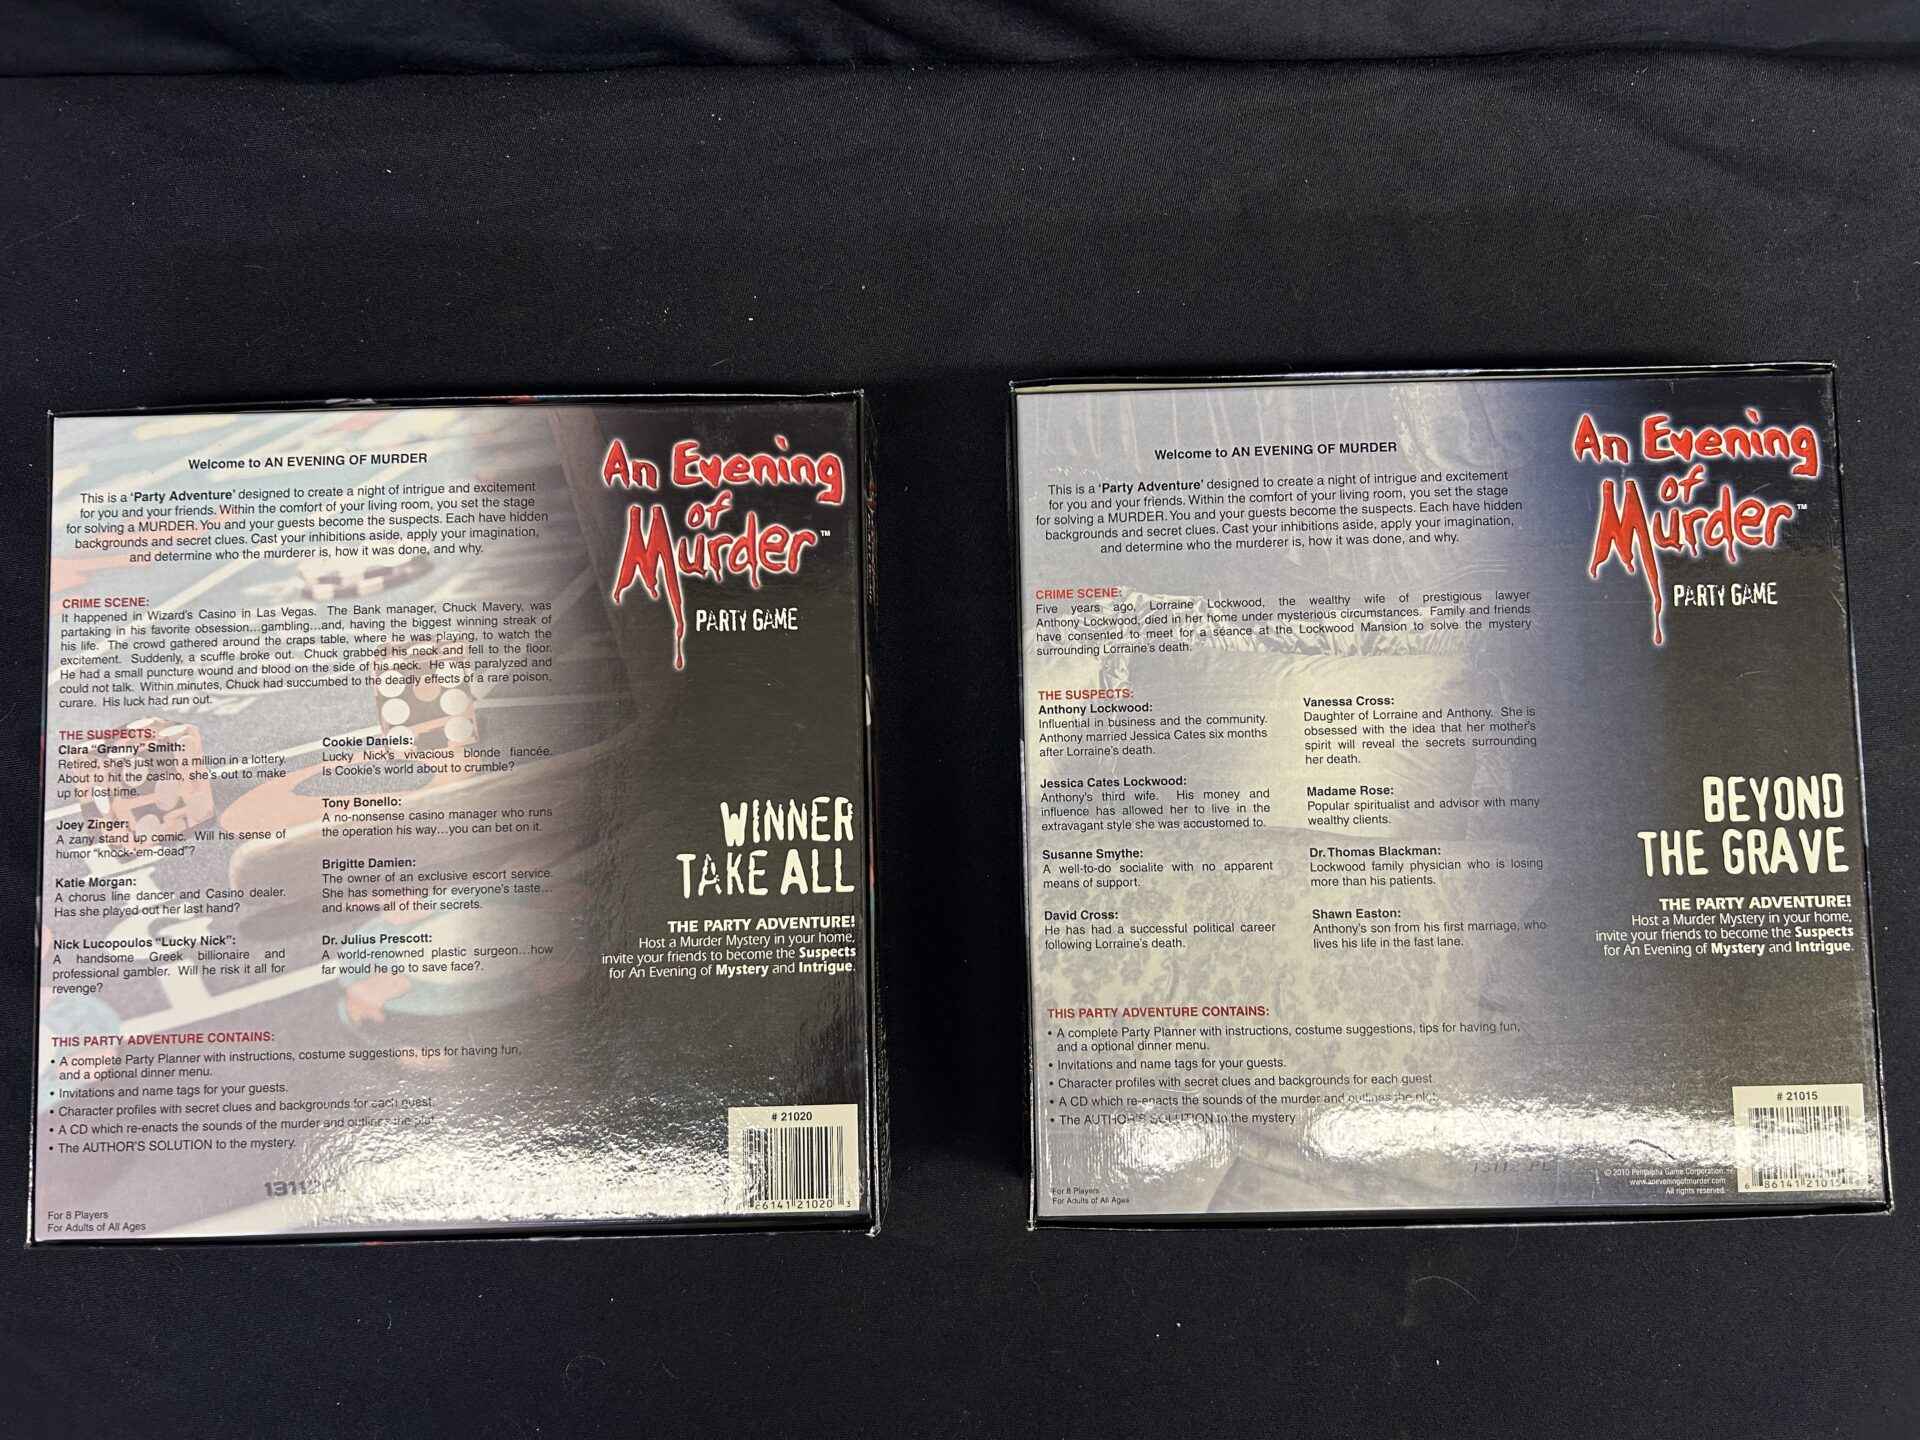 Welcome to AN EVENING OF MURDER
This is a 'Party Adventure' designed to create a night of intrigue and excitement
for you and your friends. Within the comfort of your living room, you set the stage
for solving a MURDER. You and your guests become the suspects. Each have hidden
backgrounds and secret clues. Cast your inhibitions aside, apply your imagination,
and determine who the murderer is, how it was done, and why.
CRIME SCENE:
It happened in Wizard's Casino in Las Vegas. The Bank manager, Chuck Mavery, was
partaking in his favorite obsession...gambling...and, having the biggest winning streak of
his life. The crowd gathered around the craps table, where he was playing, to watch the
excitement. Suddenly, a scuffle broke out. Chuck grabbed his neck and fell to the floor.
He had a small puncture wound and blood on the side of his neck. He was paralyzed and
could not talk. Within minutes, Chuck had succumbed to the deadly effects of a rare poison,
curare. His luck had run out.
THE SUSPECTS:
Clara "Granny" Smith:
Retired, she's just won a million in a lottery.
About to hit the casino, she's out to make
up for lost time.
Joey Zinger:
A zany stand up comic. Will his sense of
humor "knock-'em-dead"?
Katie Morgan:
A chorus line dancer and Casino dealer.
Has she played out her last hand?
Nick Lucopoulos "Lucky Nick":
A handsome Greek billionaire and
professional gambler. Will he risk it all for
revenge?
Cookie Daniels:
Lucky Nick's vivacious blonde fiancée.
Is Cookie's world about to crumble?
Tony Bonello:
A no-nonsense casino manager who runs
the operation his way...you can bet on it.
Brigitte Damien:
The owner of an exclusive escort service.
She has something for everyone's taste...
and knows all of their secrets.
Dr. Julius Prescott:
A world-renowned plastic surgeon...how
far would he go to save face?.
THIS PARTY ADVENTURE CONTAINS:
• A complete Party Planner with instructions, costume suggestions, tips for having fun,
and a optional dinner menu.
• Invitations and name tags for your guests.
• Character profiles with secret clues and backgrounds for each guest.
• A CD which re-enacts the sounds of the murder and outlines the plot.
• The AUTHOR'S SOLUTION to the mystery.
For 8 Players
For Adults of All Ages
An Evening
of
Murder™
PARTY GAME
WINNER
TAKE ALL
THE PARTY ADVENTURE!
Host a Murder Mystery in your home,
invite your friends to become the Suspects
for An Evening of Mystery and Intrigue.
# 21020
86141 21020 3
Welcome to AN EVENING OF MURDER
This is a 'Party Adventure' designed to create a night of intrigue and excitement
for you and your friends. Within the comfort of your living room, you set the stage
for solving a MURDER. You and your guests become the suspects. Each have hidden
backgrounds and secret clues. Cast your inhibitions aside, apply your imagination,
and determine who the murderer is, how it was done, and why.
CRIME SCENE:
Five years ago, Lorraine Lockwood, the wealthy wife of prestigious lawyer
Anthony Lockwood, died in her home under mysterious circumstances. Family and friends
have consented to meet for a séance at the Lockwood Mansion to solve the mystery
surrounding Lorraine's death.
THE SUSPECTS:
Anthony Lockwood:
Influential in business and the community.
Anthony married Jessica Cates six months
after Lorraine's death.
Jessica Cates Lockwood:
Anthony's third wife. His money and
influence has allowed her to live in the
extravagant style she was accustomed to.
Susanne Smythe:
A well-to-do socialite with no apparent
means of support.
David Cross:
He has had a successful political career
following Lorraine's death.
Vanessa Cross:
Daughter of Lorraine and Anthony. She is
obsessed with the idea that her mother's
spirit will reveal the secrets surrounding
her death.
Madame Rose:
Popular spiritualist and advisor with many
wealthy clients.
Dr. Thomas Blackman:
Lockwood family physician who is losing
more than his patients.
Shawn Easton:
Anthony's son from his first marriage, who
lives his life in the fast lane.
THIS PARTY ADVENTURE CONTAINS:
• A complete Party Planner with instructions, costume suggestions, tips for having fun,
and a optional dinner menu.
• Invitations and name tags for your guests.
• Character profiles with secret clues and backgrounds for each guest
• A CD which re-enacts the sounds of the murder and outlines the plot.
• The AUTHOR'S SOLUTION to the mystery
For 8 Players
For Adults of All Ages
An Evening
of
Murder™
PARTY GAME
BEYOND
THE GRAVE
THE PARTY ADVENTURE!
Host a Murder Mystery in your home,
invite your friends to become the Suspects
for An Evening of Mystery and Intrigue.
# 21015
6 86141 21015
© 2010 Pentalpha Game Corporation.
www.aneveningofmurder.com
All rights reserved.